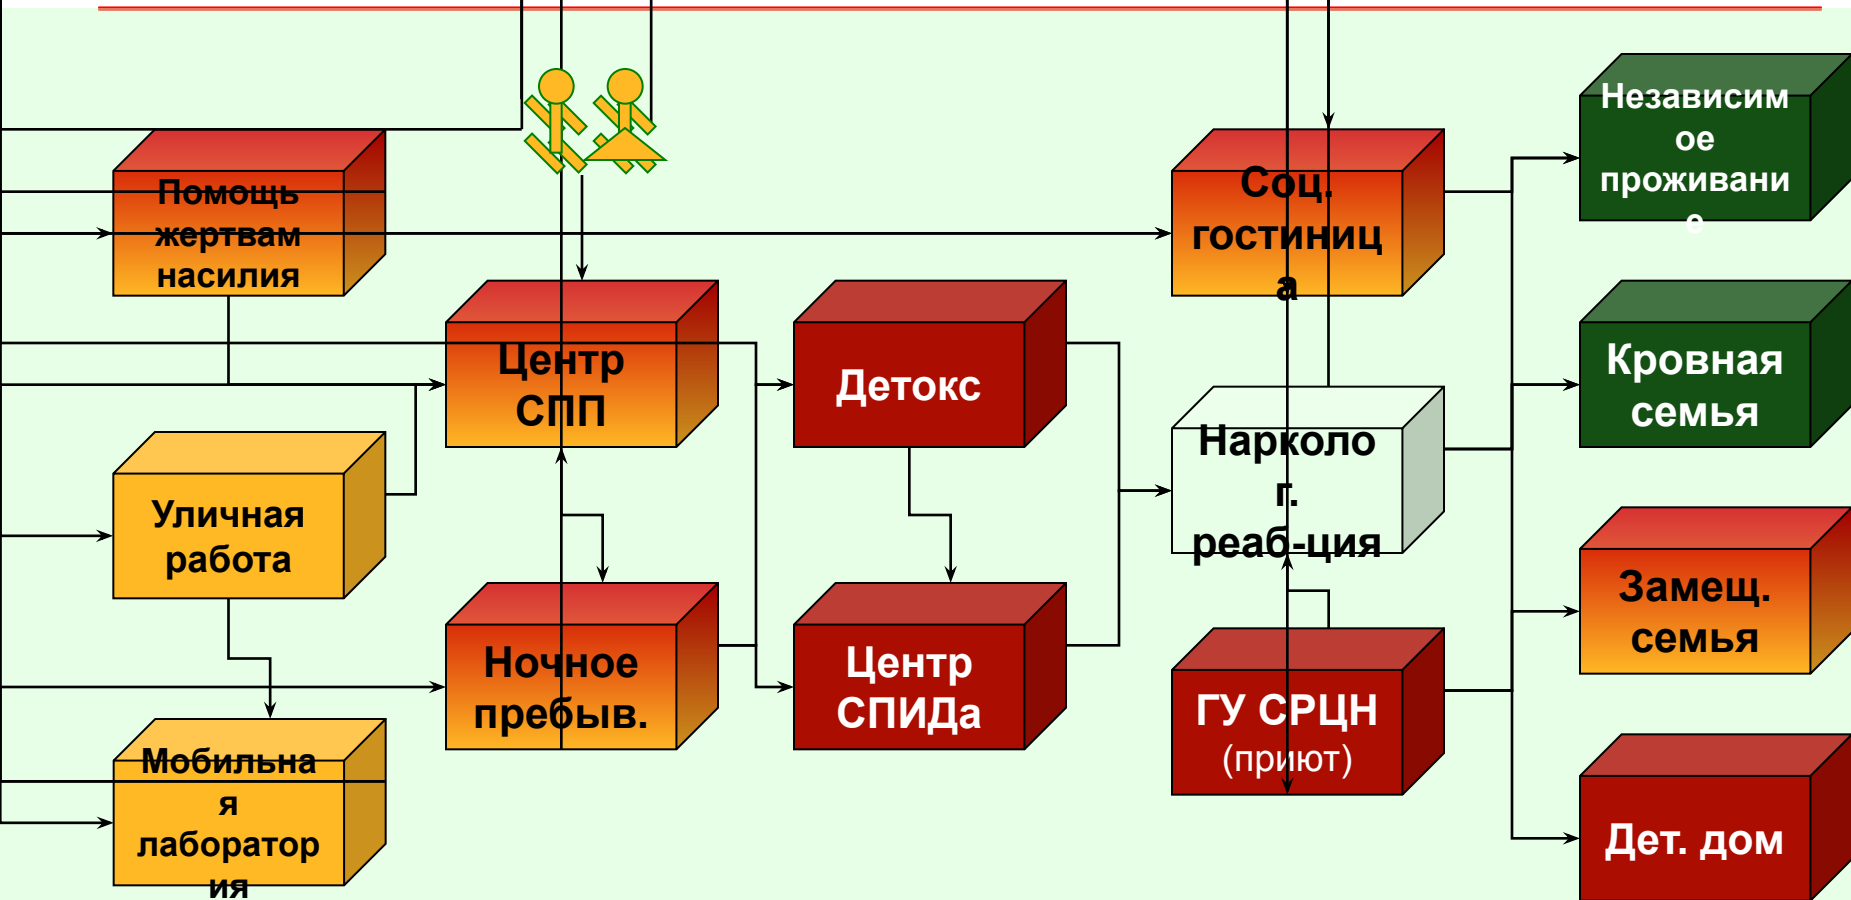 Помощь
жертвам
насилия
Уличная
работа
Мобильна
я
лаборатор
ия
Центр
СПП
Ночное
пребыв.
Детокс
Центр
СПИДа
Соц.
гостиниц
а
Нарколо
г.
реаб-ция
ГУ СРЦН
(приют)
Независим
ое
проживани
е
Кровная
семья
Замещ.
семья
Дет. дом